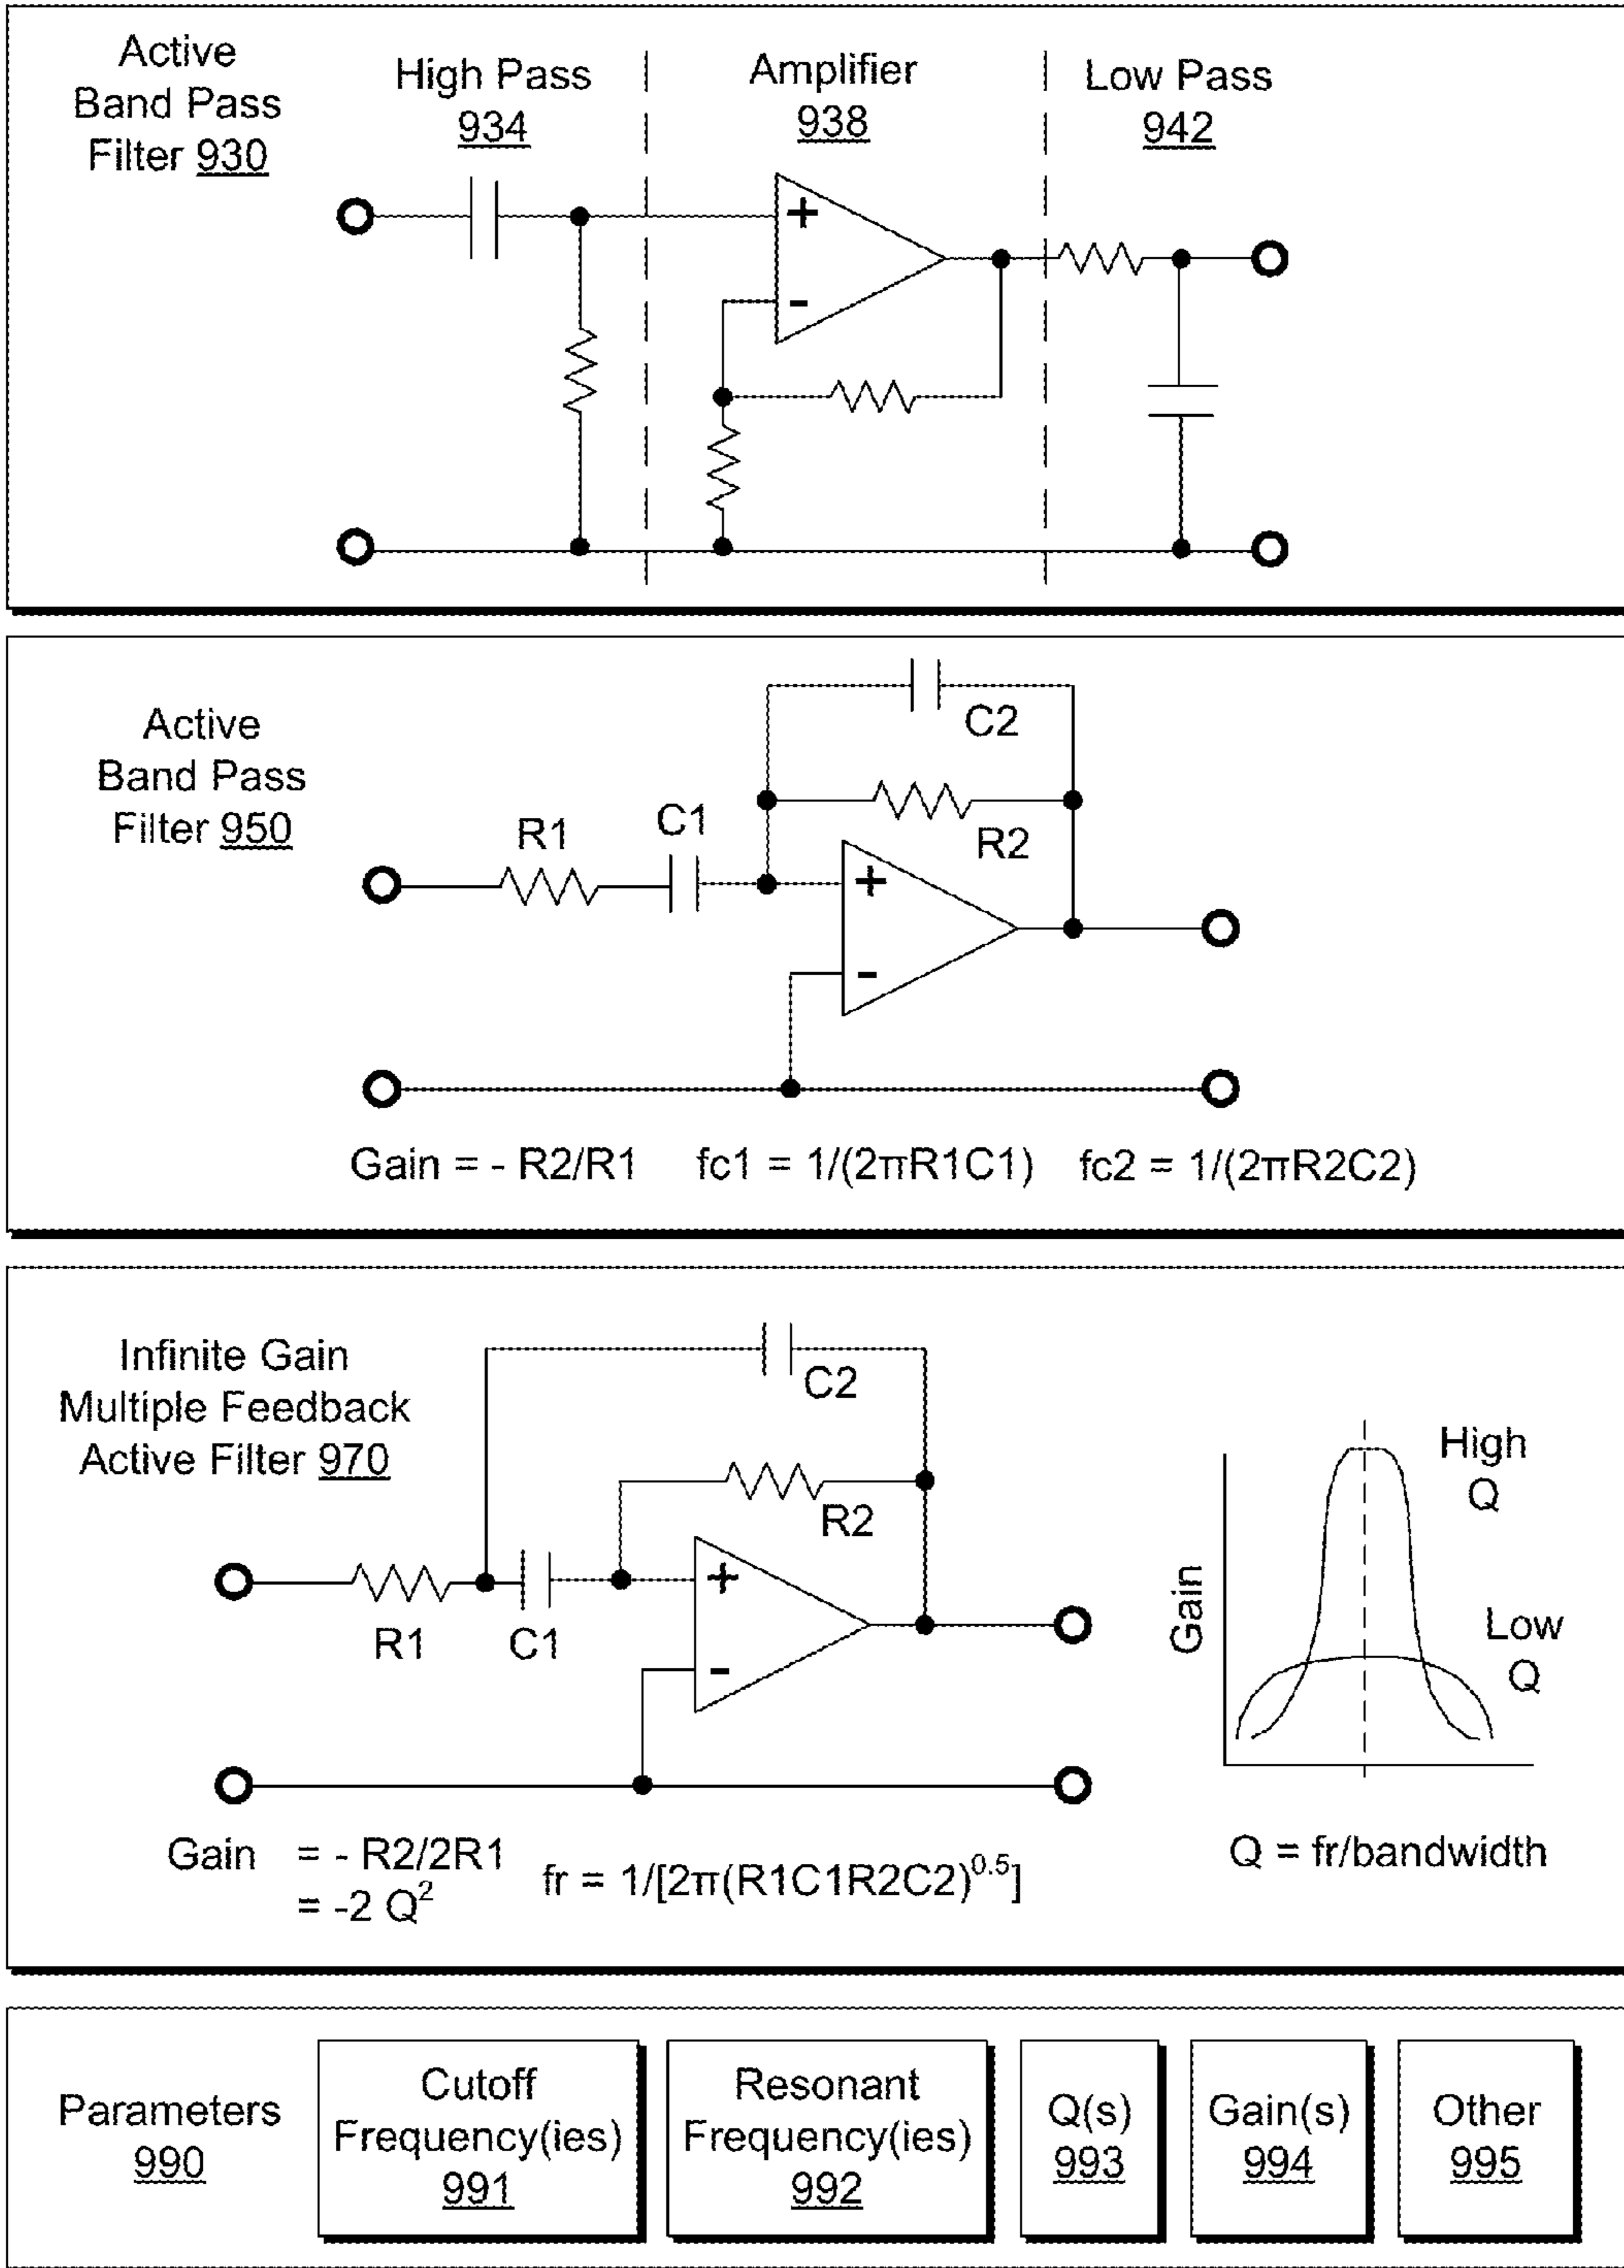 Active
Band Pass
Filter 930
High Pass
934
Amplifier
938
Low Pass
942
+
-
Active
Band Pass
Filter 950
R1
C1
C2
R2
+
-
Gain = - R2/R1 fc1 = 1/(2πR1C1) fc2 = 1/(2πR2C2)
Infinite Gain
Multiple Feedback
Active Filter 970
C2
R2
R1
C1
+
-
High
Q
Low
Q
Gain
Gain = - R2/2R1
= -2 Q²
fr = 1/[2π(R1C1R2C2)^0.5]
Q = fr/bandwidth
Parameters
990
Cutoff
Frequency(ies)
991
Resonant
Frequency(ies)
992
Q(s)
993
Gain(s)
994
Other
995